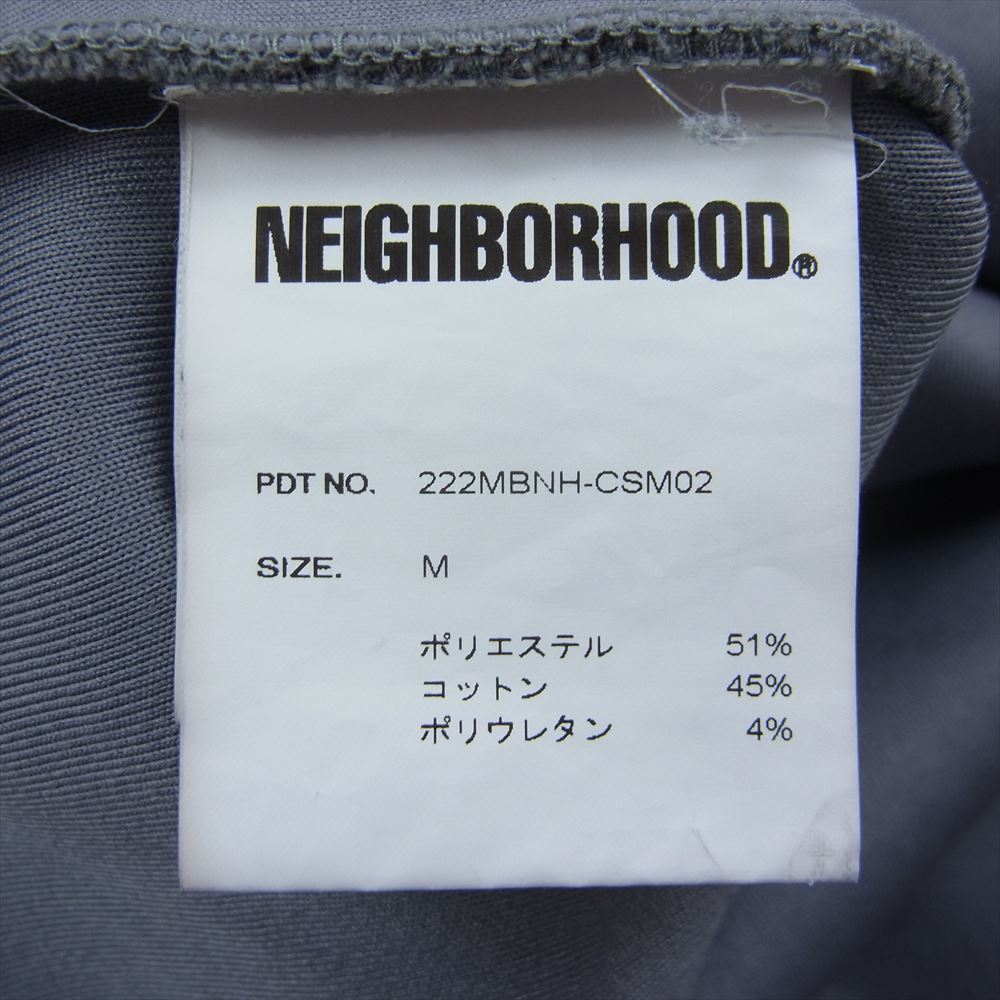 NEIGHBORHOOD®
PDT NO. 222MBNH-CSM02
SIZE. M
ポリエステル 51%
コットン 45%
ポリウレタン 4%